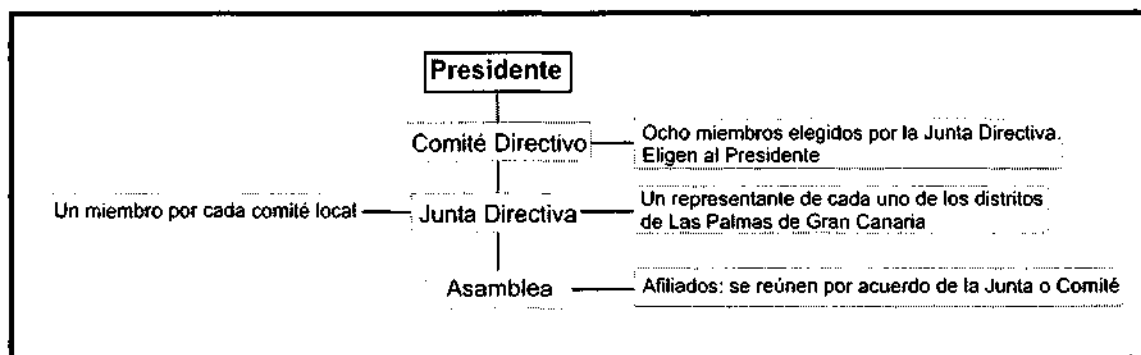 Presidente
Comité Directivo
Ocho miembros elegidos por la Junta Directiva.
Eligen al Presidente
Un miembro por cada comité local
Junta Directiva
Un representante de cada uno de los distritos
de Las Palmas de Gran Canaria
Asamblea
Afiliados: se reúnen por acuerdo de la Junta o Comité